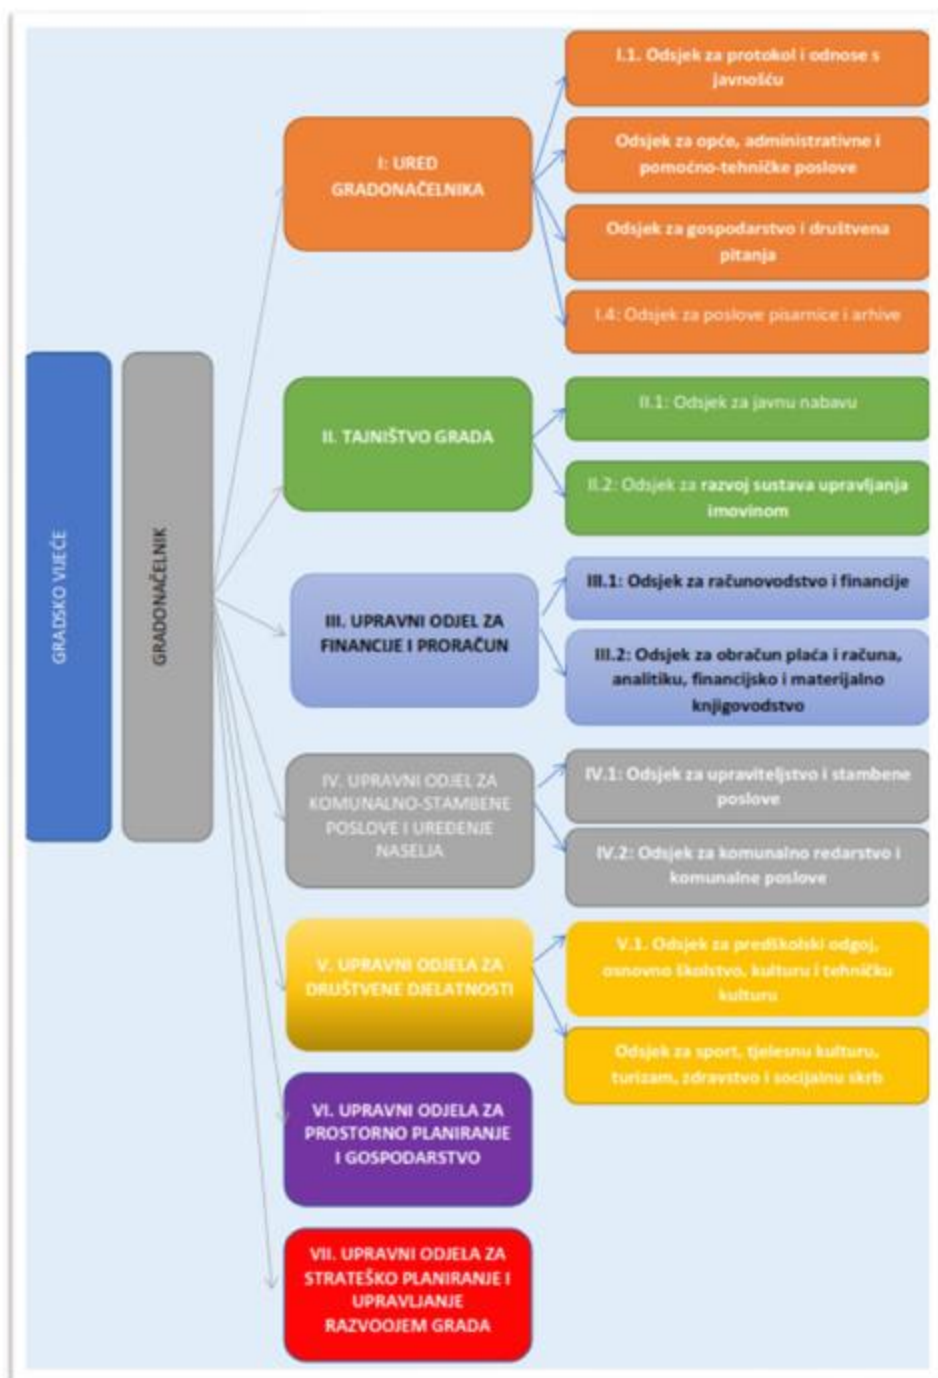 GRADSKO VIJEĆE
GRADONAČELNIK
I: URED
GRADONAČELNIKA
I.1. Odsjek za protokol i odnose s
javnošću
Odsjek za opće, administrativne i
pomoćno-tehničke poslove
Odsjek za gospodarstvo i društvena
pitanja
I.4: Odsjek za poslove pisarnice i arhive
II. TAJNIŠTVO GRADA
II.1: Odsjek za javnu nabavu
II.2: Odsjek za razvoj sustava upravljanja
imovinom
III. UPRAVNI ODJEL ZA
FINANCIJE I PRORAČUN
III.1: Odsjek za računovodstvo i financije
III.2: Odsjek za obračun plaća i računa,
analitiku, financijsko i materijalno
knjigovodstvo
IV. UPRAVNI ODJEL ZA
KOMUNALNO-STAMBENE
POSLOVE I UREĐENJE
NASELJA
IV.1: Odsjek za upraviteljstvo i stambene
poslove
IV.2: Odsjek za komunalno redarstvo i
komunalne poslove
V. UPRAVNI ODJELA ZA
DRUŠTVENE DJELATNOSTI
V.1. Odsjek za predškolski odgoj,
osnovno školstvo, kulturu i tehničku
kulturu
Odsjek za sport, tjelesnu kulturu,
turizam, zdravstvo i socijalnu skrb
VI. UPRAVNI ODJELA ZA
PROSTORNO PLANIRANJE
I GOSPODARSTVO
VII. UPRAVNI ODJELA ZA
STRATEŠKO PLANIRANJE I
UPRAVLJANJE
RAZVOOJEM GRADA